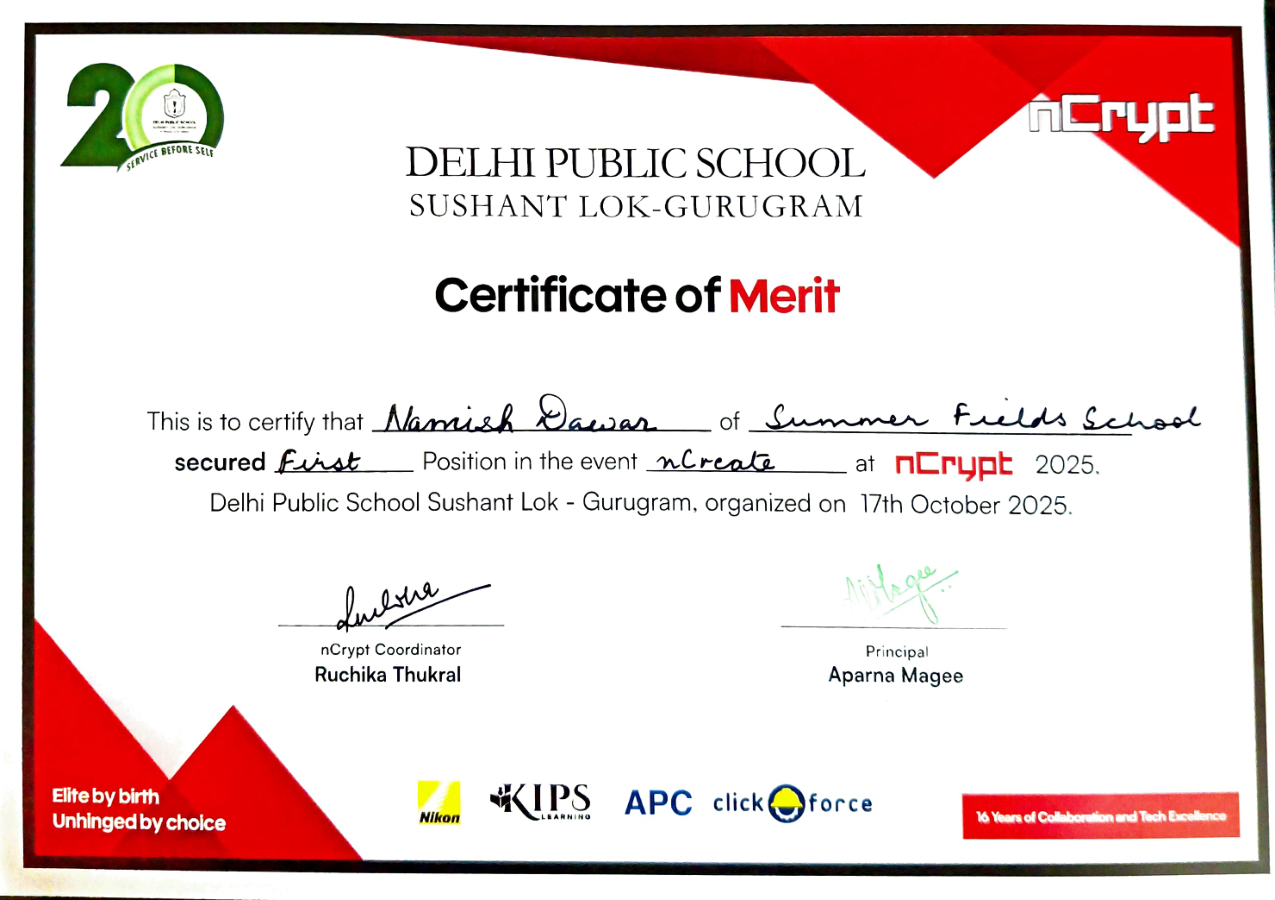 20
SERVICE BEFORE SELF
nCrypt
DELHI PUBLIC SCHOOL
SUSHANT LOK-GURUGRAM
Certificate of Merit
This is to certify that Namish Dawar of Summer Fields School
secured First Position in the event nCreate at nCrypt 2025.
Delhi Public School Sushant Lok - Gurugram, organized on 17th October 2025.
nCrypt Coordinator
Ruchika Thukral
Principal
Aparna Magee
Elite by birth
Unhinged by choice
Nikon
KIPS
LEARNING
APC
click force
16 Years of Collaboration and Tech Excellence